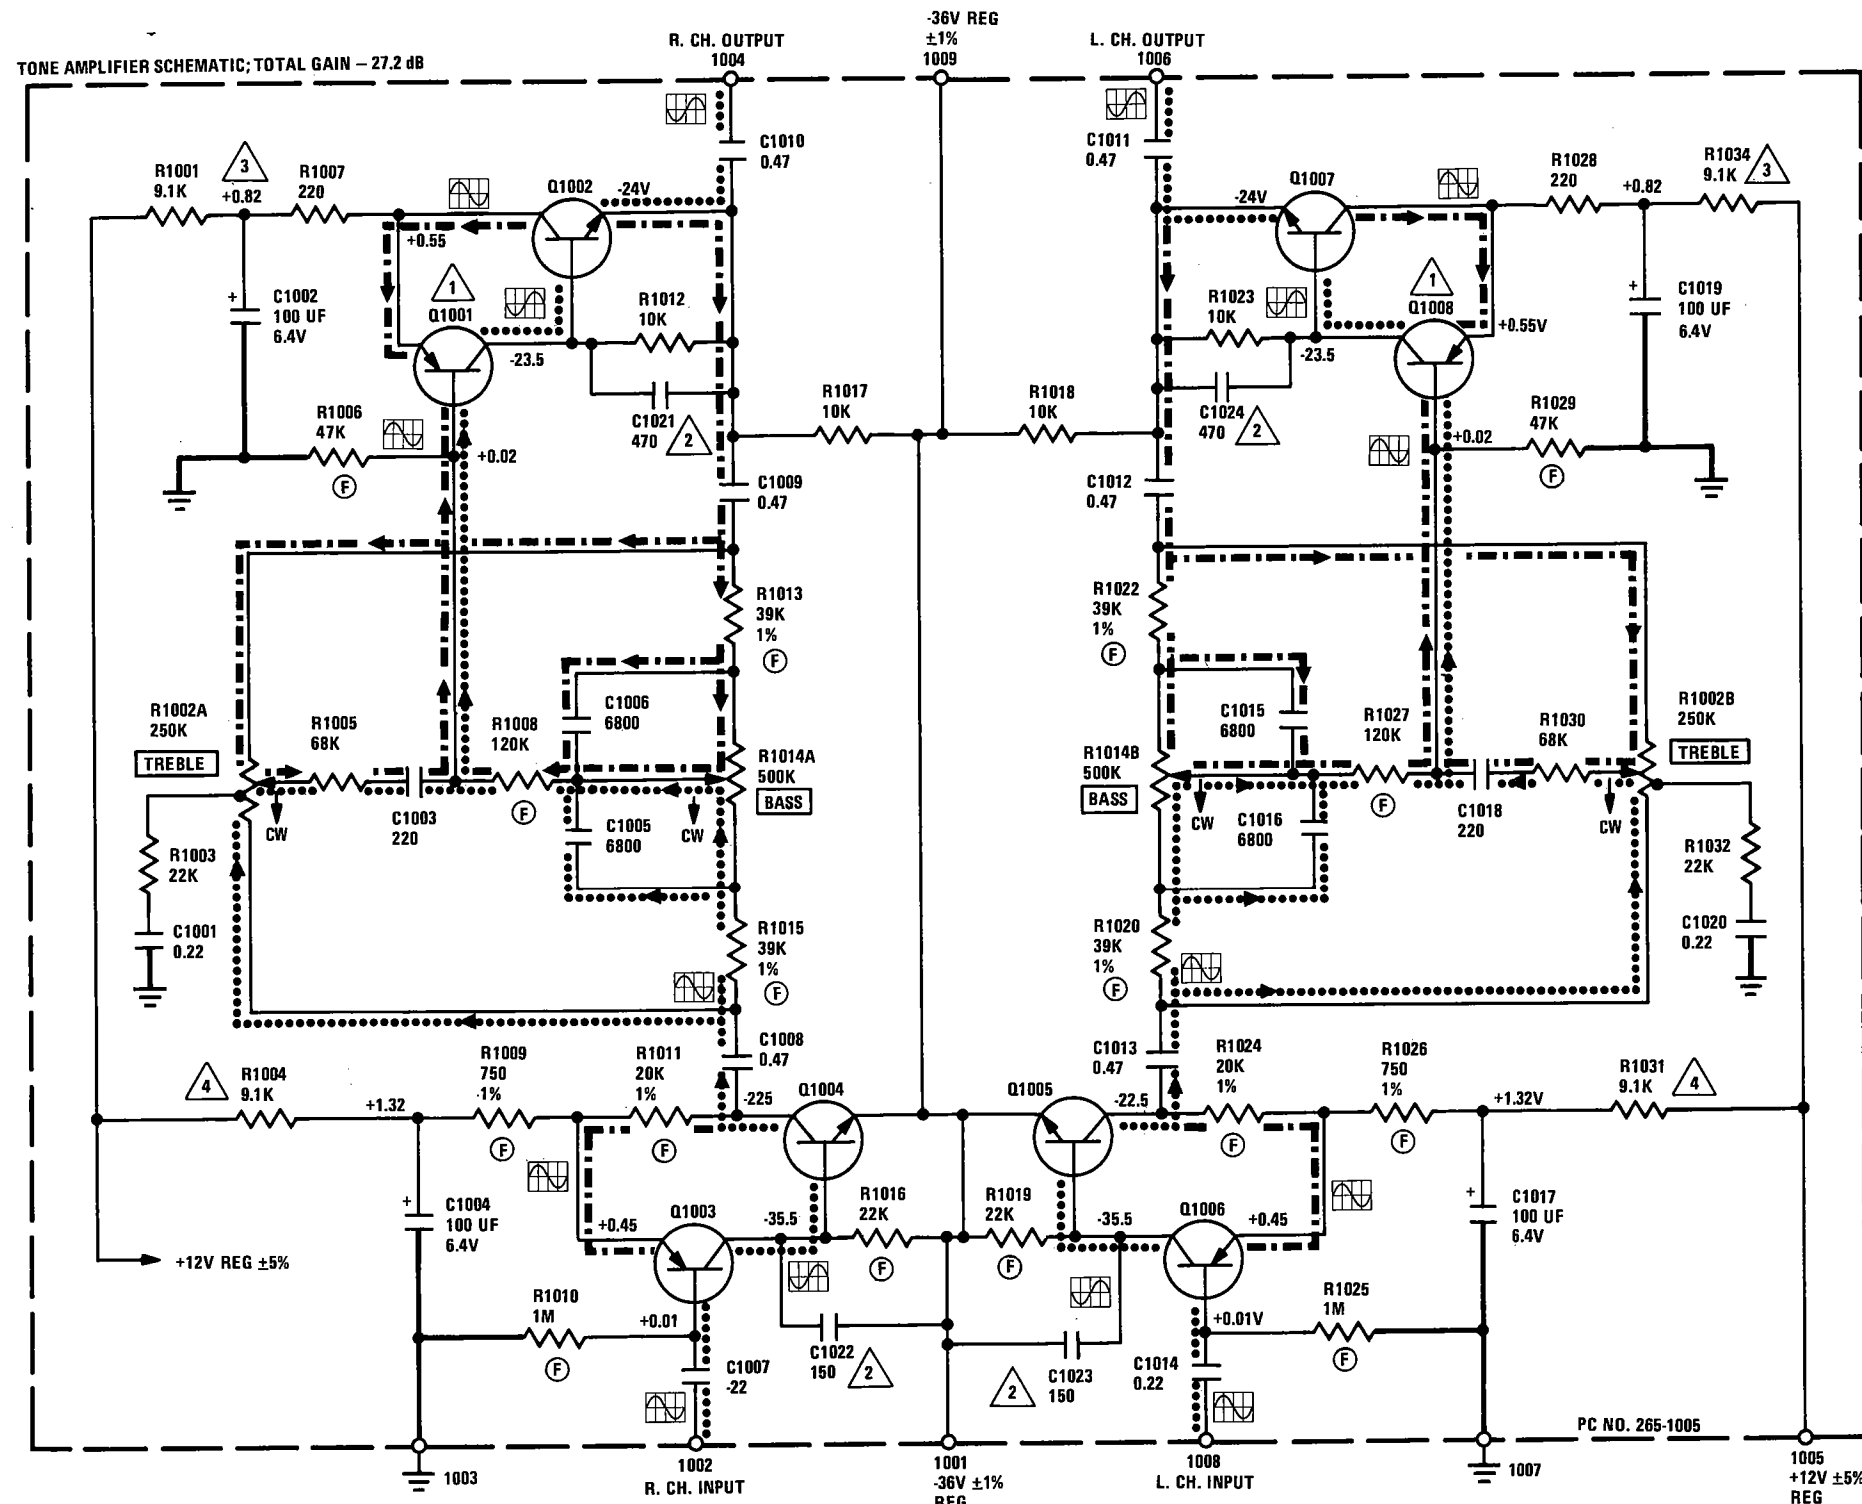 -36V REG
±1%
1009
R. CH. OUTPUT
1004
L. CH. OUTPUT
1006
TONE AMPLIFIER SCHEMATIC; TOTAL GAIN – 27.2 dB
C1010
0.47
C1011
0.47
R1001
9.1K
3
+0.82
R1007
220
Q1002
-24V
-24V
Q1007
R1028
220
+0.82
R1034
9.1K
3
+0.55
1
Q1001
C1002
100 UF
6.4V
+
R1012
10K
-23.5
R1023
10K
-23.5
1
Q1008
+0.55V
+
C1019
100 UF
6.4V
R1006
47K
F
+0.02
C1021
470
2
R1017
10K
R1018
10K
C1024
470
2
+0.02
R1029
47K
F
C1009
0.47
C1012
0.47
R1013
39K
1%
F
R1022
39K
1%
F
R1002A
250K
TREBLE
R1005
68K
R1008
120K
F
C1006
6800
R1014A
500K
BASS
R1014B
500K
BASS
C1015
6800
R1027
120K
F
R1030
68K
R1002B
250K
TREBLE
CW
C1003
220
C1005
6800
CW
CW
C1016
6800
C1018
220
CW
R1003
22K
R1032
22K
C1001
0.22
C1020
0.22
R1015
39K
1%
F
R1020
39K
1%
F
4
R1004
9.1K
+1.32
R1009
750
1%
F
R1011
20K
1%
F
C1008
0.47
-225
Q1004
Q1005
C1013
0.47
-22.5
R1024
20K
1%
F
R1026
750
1%
F
+1.32V
R1031
9.1K
4
+
C1004
100 UF
6.4V
+0.45
Q1003
-35.5
R1016
22K
F
R1019
22K
F
-35.5
Q1006
+0.45
+
C1017
100 UF
6.4V
+12V REG ±5%
R1010
1M
F
+0.01
C1007
-22
C1022
150
2
2
C1023
150
C1014
0.22
+0.01V
R1025
1M
F
PC NO. 265-1005
1003
1002
R. CH. INPUT
1001
-36V ±1%
REG
1008
L. CH. INPUT
1007
1005
+12V ±5%
REG